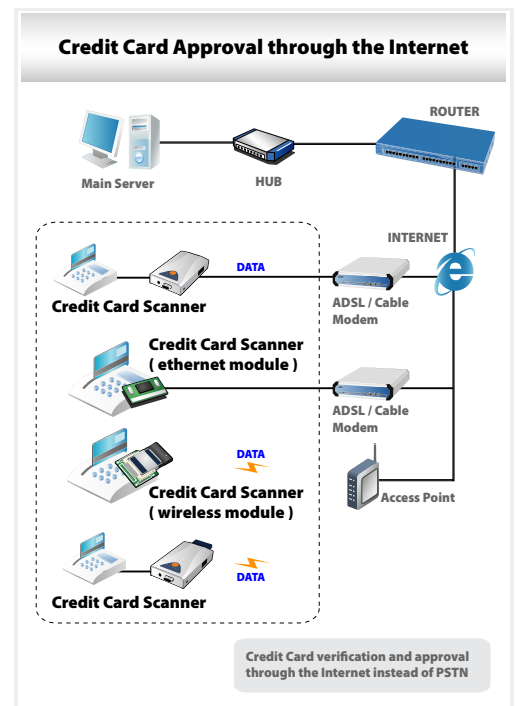 Credit Card Approval through the Internet
ROUTER
Main Server
HUB
INTERNET
DATA
Credit Card Scanner
ADSL / Cable
Modem
Credit Card Scanner
( ethernet module )
ADSL / Cable
Modem
DATA
Credit Card Scanner
( wireless module )
Access Point
DATA
Credit Card Scanner
Credit Card verification and approval
through the Internet instead of PSTN